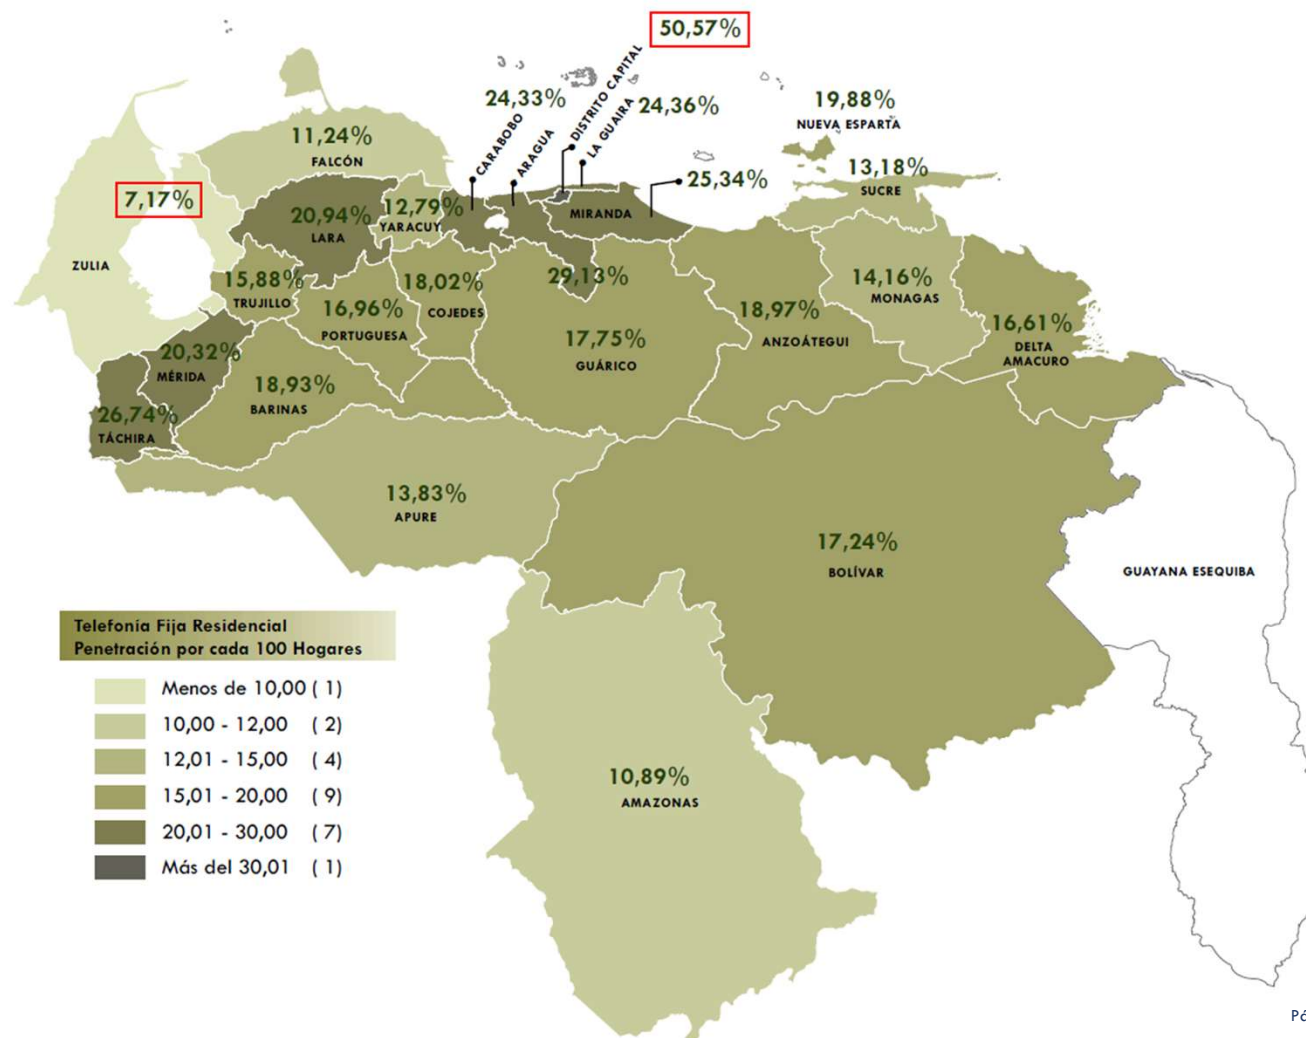 50,57%
DISTRITO CAPITAL
24,33%
CARABOBO
ARAGUA
LA GUAIRA
24,36%
19,88%
NUEVA ESPARTA
11,24%
FALCÓN
25,34%
13,18%
SUCRE
7,17%
ZULIA
20,94%
LARA
12,79%
YARACUY
MIRANDA
15,88%
TRUJILLO
16,96%
PORTUGUESA
18,02%
COJEDES
29,13%
17,75%
GUÁRICO
18,97%
ANZOÁTEGUI
14,16%
MONAGAS
16,61%
DELTA
AMACURO
20,32%
MÉRIDA
18,93%
BARINAS
26,74%
TÁCHIRA
13,83%
APURE
17,24%
BOLÍVAR
GUAYANA ESEQUIBA
10,89%
AMAZONAS
Telefonía Fija Residencial
Penetración por cada 100 Hogares
Menos de 10,00 ( 1)
10,00 - 12,00 ( 2)
12,01 - 15,00 ( 4)
15,01 - 20,00 ( 9)
20,01 - 30,00 ( 7)
Más del 30,01 ( 1)